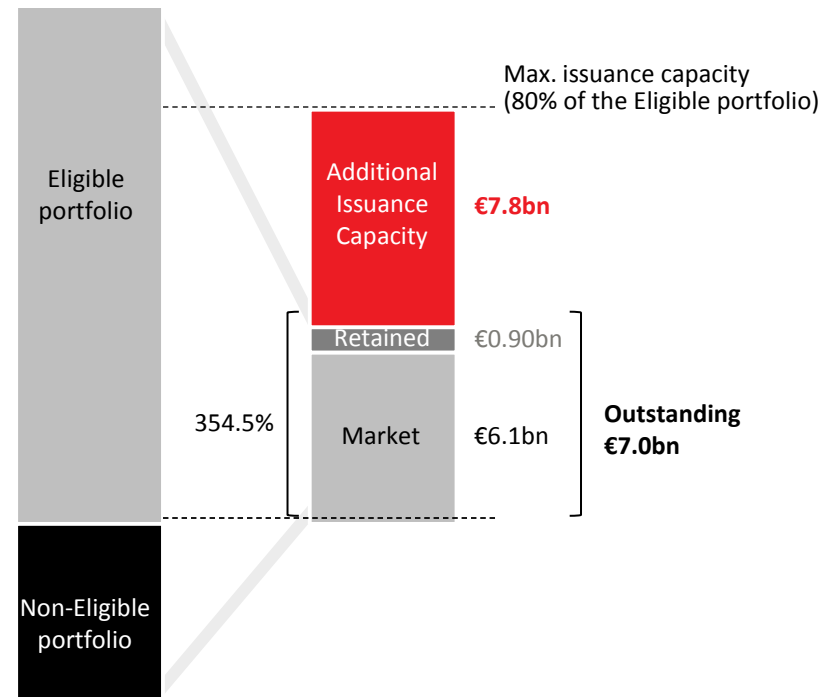 Max. issuance capacity
(80% of the Eligible portfolio)
Eligible
portfolio
Additional
Issuance
Capacity
€7.8bn
Retained
€0.90bn
354.5%
Market
€6.1bn
Outstanding
€7.0bn
Non-Eligible
portfolio